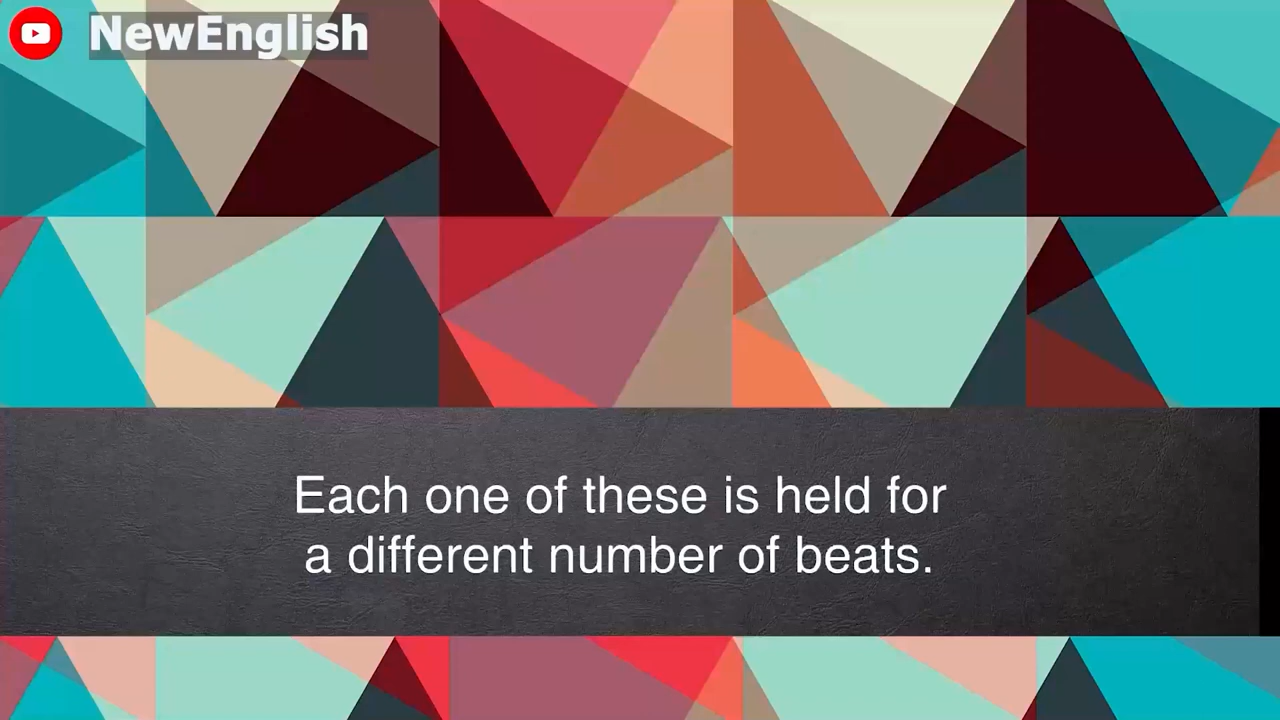 NewEnglish
Each one of these is held for
a different number of beats.